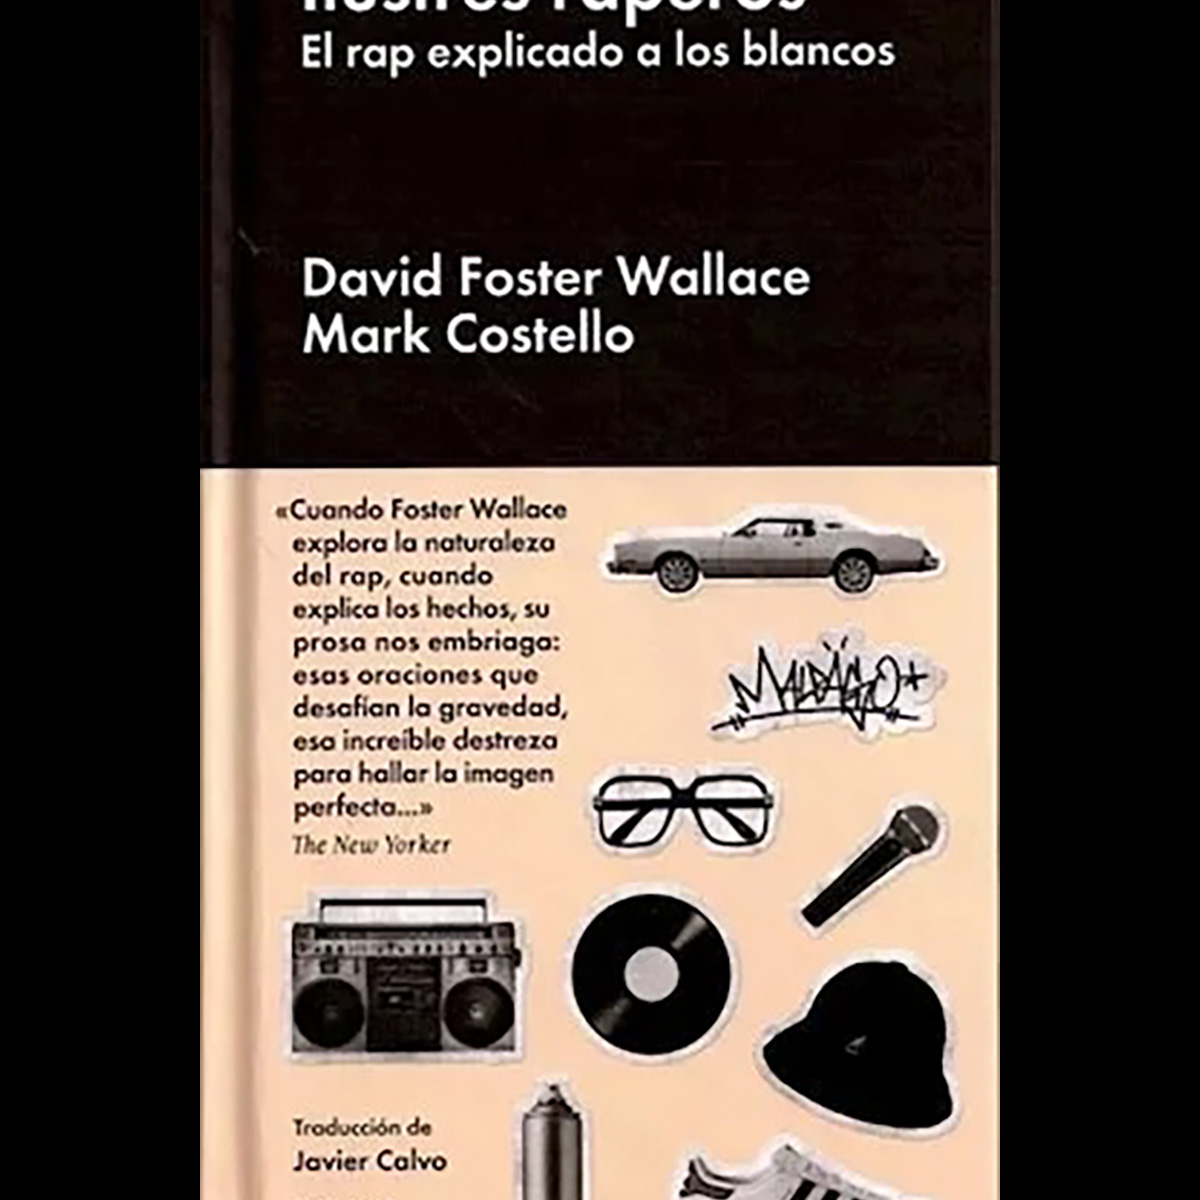 Ilustres raperos
El rap explicado a los blancos
David Foster Wallace
Mark Costello
«Cuando Foster Wallace
explora la naturaleza
del rap, cuando
explica los hechos, su
prosa nos embriaga:
esas oraciones que
desafían la gravedad,
esa increíble destreza
para hallar la imagen
perfecta...»
The New Yorker
Traducción de
Javier Calvo